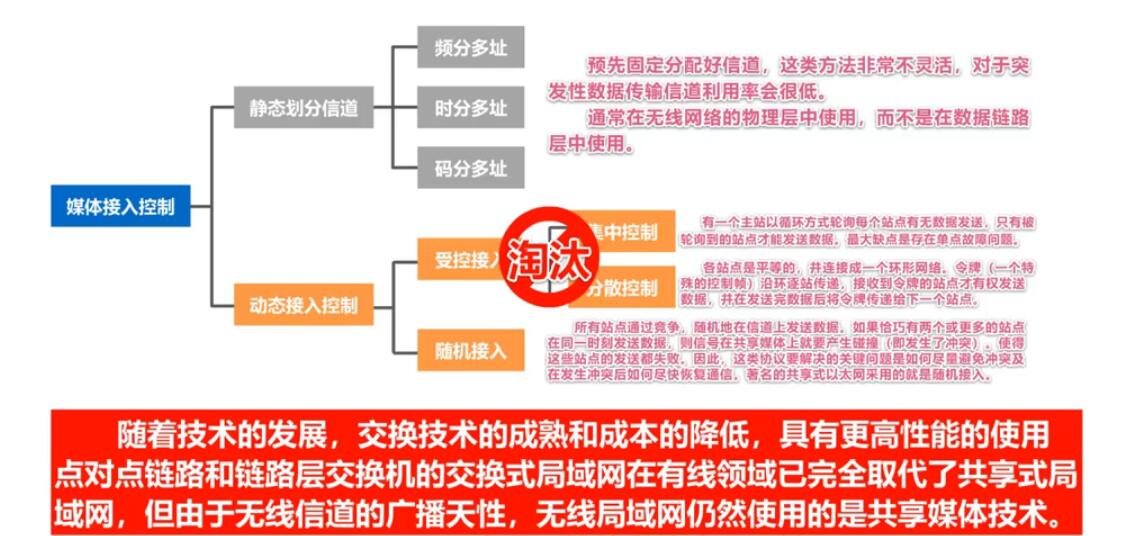 频分多址
静态划分信道
时分多址
码分多址
预先固定分配好信道，这类方法非常不灵活，对于突
发性数据传输信道利用率会很低。
通常在无线网络的物理层中使用，而不是在数据链路
层中使用。
媒体接入控制
动态接入控制
受控接入
淘汰
集中控制
有一个主站以循环方式轮询每个站点有无数据发送，只有被
轮询到的站点才能发送数据。最大缺点是存在单点故障问题。
分散控制
各站点是平等的，并连接成一个环形网络。令牌（一个特
殊的控制帧）沿环逐站传递，接收到令牌的站点才有权发送
数据，并在发送完数据后将令牌传递给下一个站点。
随机接入
所有站点通过竞争，随机地在信道上发送数据。如果恰巧有两个或更多的站点
在同一时刻发送数据，则信号在共享媒体上就要产生碰撞（即发生了冲突），使得
这些站点的发送都失败。因此，这类协议要解决的关键问题是如何尽量避免冲突及
在发生冲突后如何尽快恢复通信。著名的共享式以太网采用的就是随机接入。
随着技术的发展，交换技术的成熟和成本的降低，具有更高性能的使用
点对点链路和链路层交换机的交换式局域网在有线领域已完全取代了共享式局
域网，但由于无线信道的广播天性，无线局域网仍然使用的是共享媒体技术。